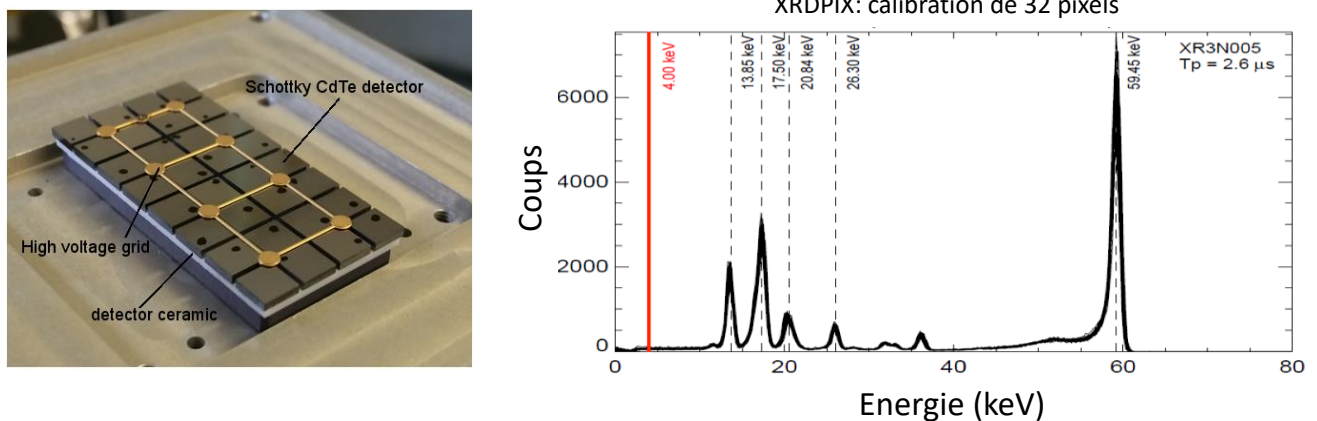 XRDPIX: calibration de 32 pixels
Schottky CdTe detector
High voltage grid
detector ceramic
Coups
6000
4000
2000
0
4.00 keV
13.85 keV
17.50 keV
20.84 keV
26.30 keV
59.45 keV
XR3N005
Tp = 2.6 μs
0
20
40
60
80
Energie (keV)